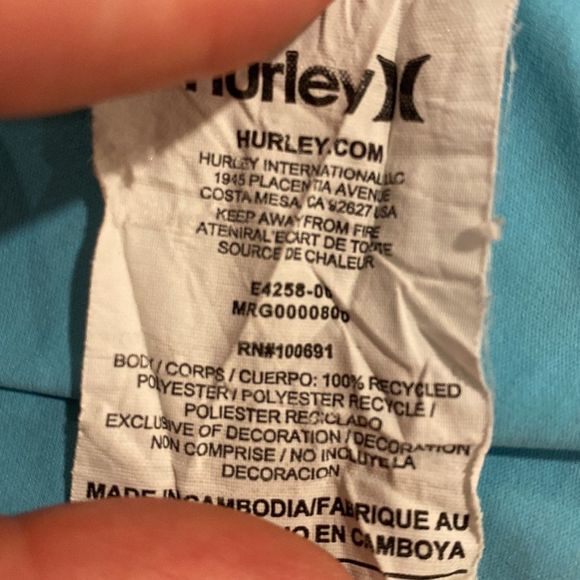 Hurley
HURLEY.COM
HURLEY INTERNATIONAL LLC
1945 PLACENTIA AVENUE
COSTA MESA, CA 92627 USA
KEEP AWAY FROM FIRE
ATENIRAL'ECART DE TOUTE
SOURCE DE CHALEUR
E4258-00
MRG0000800
RN#100691
BODY / CORPS / CUERPO: 100% RECYCLED
POLYESTER / POLYESTER RECYCLÉ /
POLIESTER RECICLADO
EXCLUSIVE OF DECORATION / DECORATION
NON COMPRISE / NO INCLUYE LA
DECORACION
MADE IN CAMBODIA/FABRIQUE AU
EN CAMBOYA